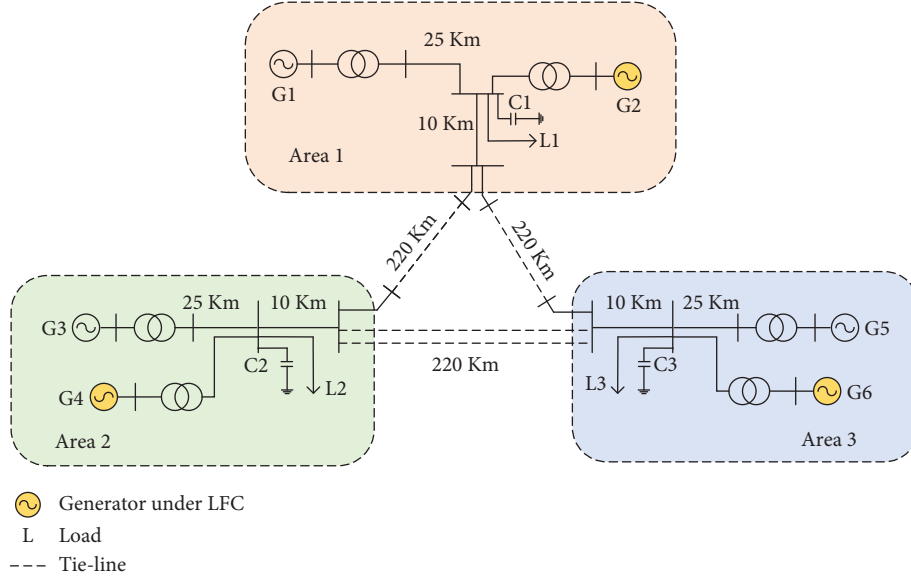 25 Km
G1
G2
C1
10 Km
L1
Area 1
220 Km
220 Km
25 Km
10 Km
G3
C2
L2
G4
Area 2
220 Km
10 Km
25 Km
G5
C3
L3
G6
Area 3
Generator under LFC
L Load
Tie-line